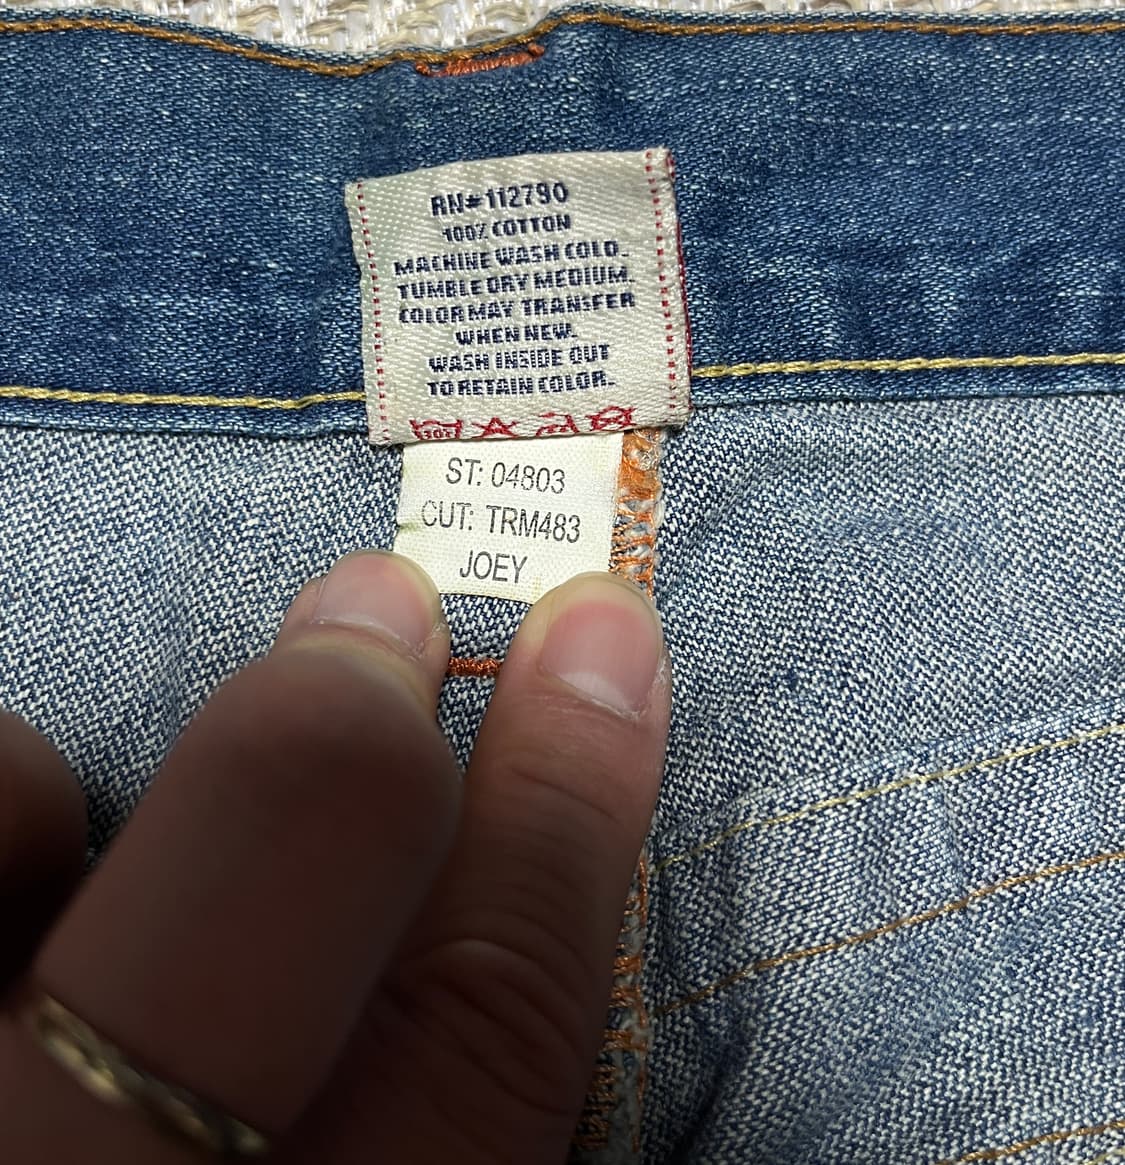 RN#112790
100% COTTON
MACHINE WASH COLD.
TUMBLE DRY MEDIUM.
COLOR MAY TRANSFER
WHEN NEW.
WASH INSIDE OUT
TO RETAIN COLOR.
ST: 04803
CUT: TRM483
JOEY